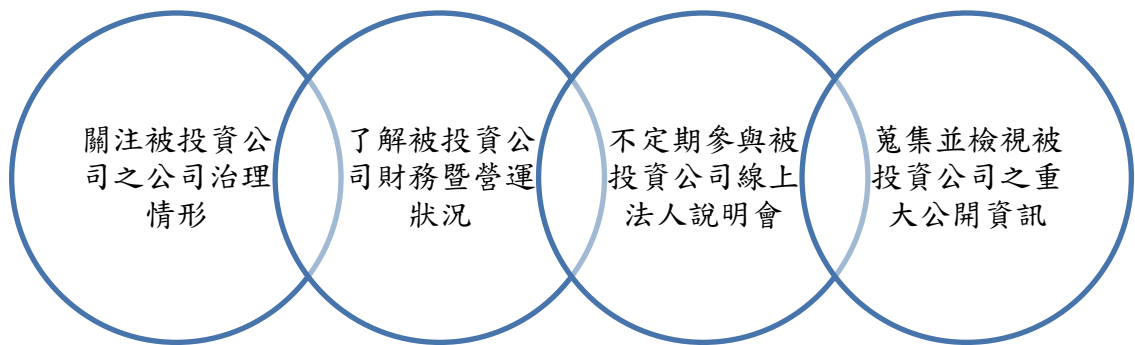 關注被投資公
司之公司治理
情形
了解被投資公
司財務暨營運
狀況
不定期參與被
投資公司線上
法人說明會
蒐集並檢視被
投資公司之重
大公開資訊